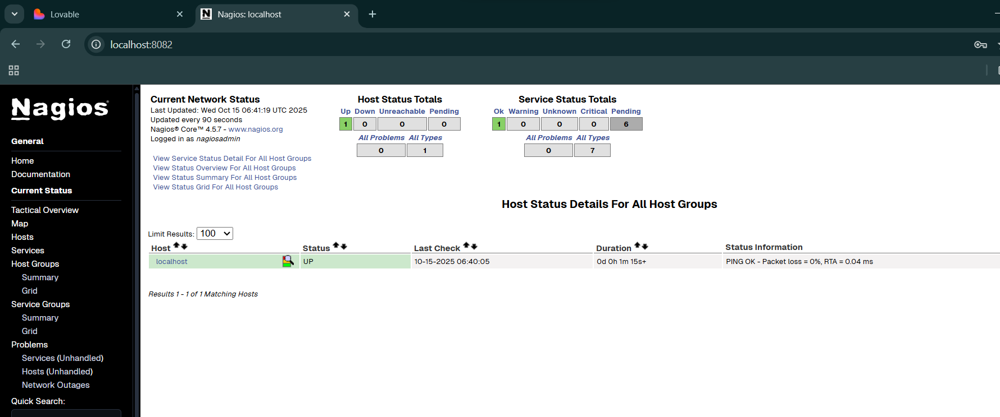 Lovable
Nagios: localhost
localhost:8082
Nagios
General
Home
Documentation
Current Status
Tactical Overview
Map
Hosts
Services
Host Groups
Summary
Grid
Service Groups
Summary
Grid
Problems
Services (Unhandled)
Hosts (Unhandled)
Network Outages
Quick Search:
Current Network Status
Last Updated: Wed Oct 15 06:41:19 UTC 2025
Updated every 90 seconds
Nagios® Core™ 4.5.7 - www.nagios.org
Logged in as nagiosadmin
View Service Status Detail For All Host Groups
View Status Overview For All Host Groups
View Status Summary For All Host Groups
View Status Grid For All Host Groups
Host Status Totals
Up Down Unreachable Pending
1 0 0 0
All Problems All Types
0 1
Service Status Totals
Ok Warning Unknown Critical Pending
1 0 0 0 6
All Problems All Types
0 7
Host Status Details For All Host Groups
Limit Results: 100
Host Status Last Check Duration Status Information
localhost UP 10-15-2025 06:40:05 0d 0h 1m 15s+ PING OK - Packet loss = 0%, RTA = 0.04 ms
Results 1 - 1 of 1 Matching Hosts